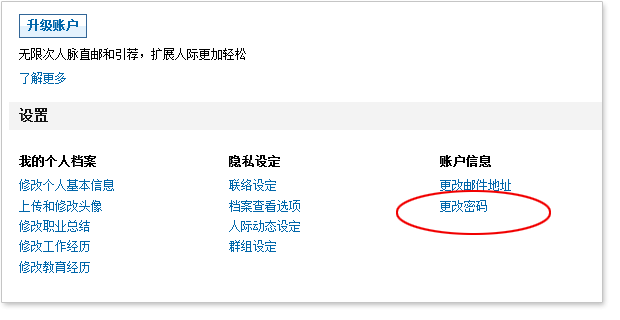 升级账户
无限次人脉直邮和引荐，扩展人际更加轻松
了解更多
设置
我的个人档案
修改个人基本信息
上传和修改头像
修改职业总结
修改工作经历
修改教育经历
隐私设定
联络设定
档案查看选项
人际动态设定
群组设定
账户信息
更改邮件地址
更改密码